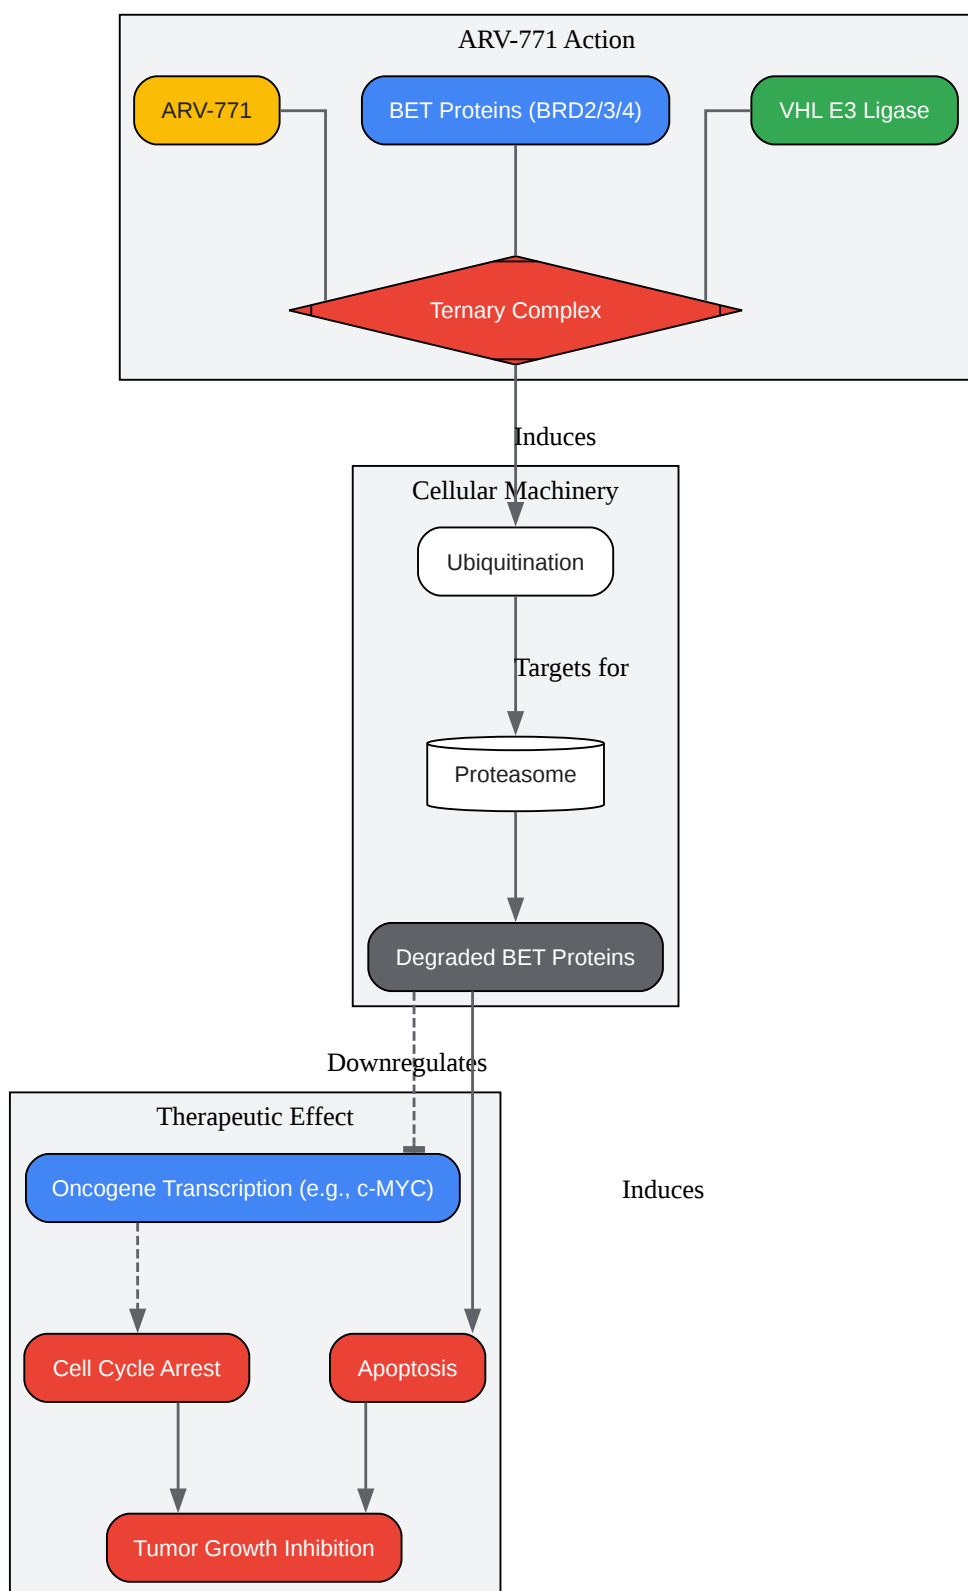 ARV-771 Action
ARV-771
BET Proteins (BRD2/3/4)
VHL E3 Ligase
Ternary Complex
Induces
Cellular Machinery
Ubiquitination
Targets for
Proteasome
Degraded BET Proteins
Downregulates
Therapeutic Effect
Oncogene Transcription (e.g., c-MYC)
Induces
Cell Cycle Arrest
Apoptosis
Tumor Growth Inhibition